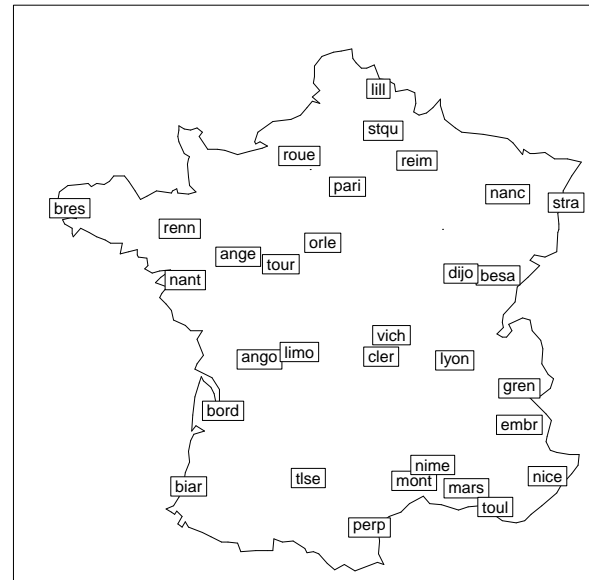 lill
stqu
roue
reim
pari
nanc
stra
bres
renn
orle
ange
tour
nant
dijo
besa
vich
limo
ango
cler
lyon
gren
bord
embr
nime
mont
nice
tlse
biar
mars
toul
perp